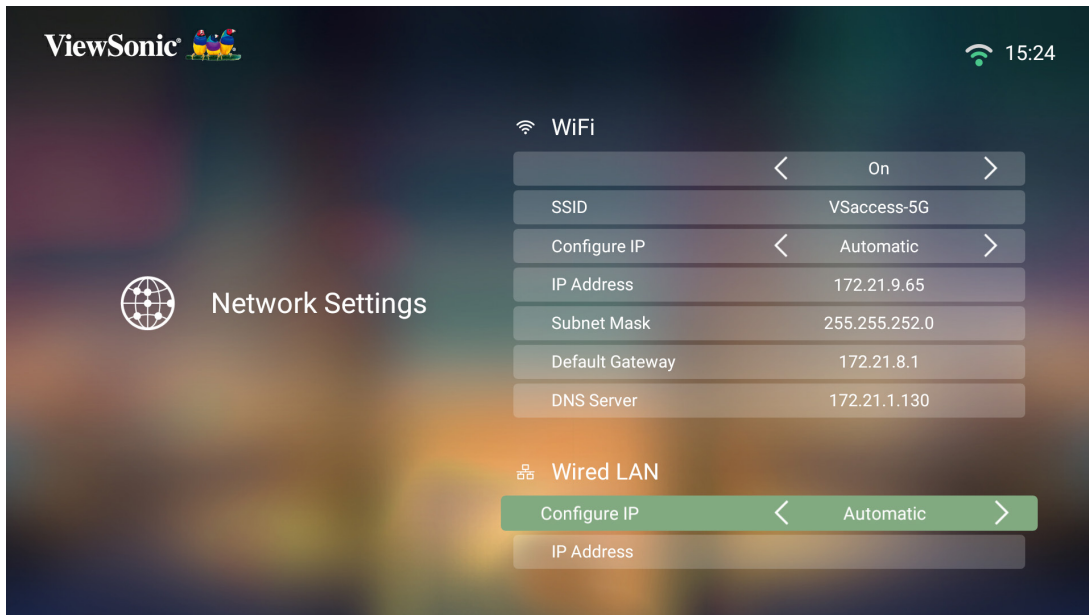 ViewSonic®
15:24
WiFi
On
SSID VSaccess-5G
Configure IP Automatic
IP Address 172.21.9.65
Network Settings
Subnet Mask 255.255.252.0
Default Gateway 172.21.8.1
DNS Server 172.21.1.130
Wired LAN
Configure IP Automatic
IP Address